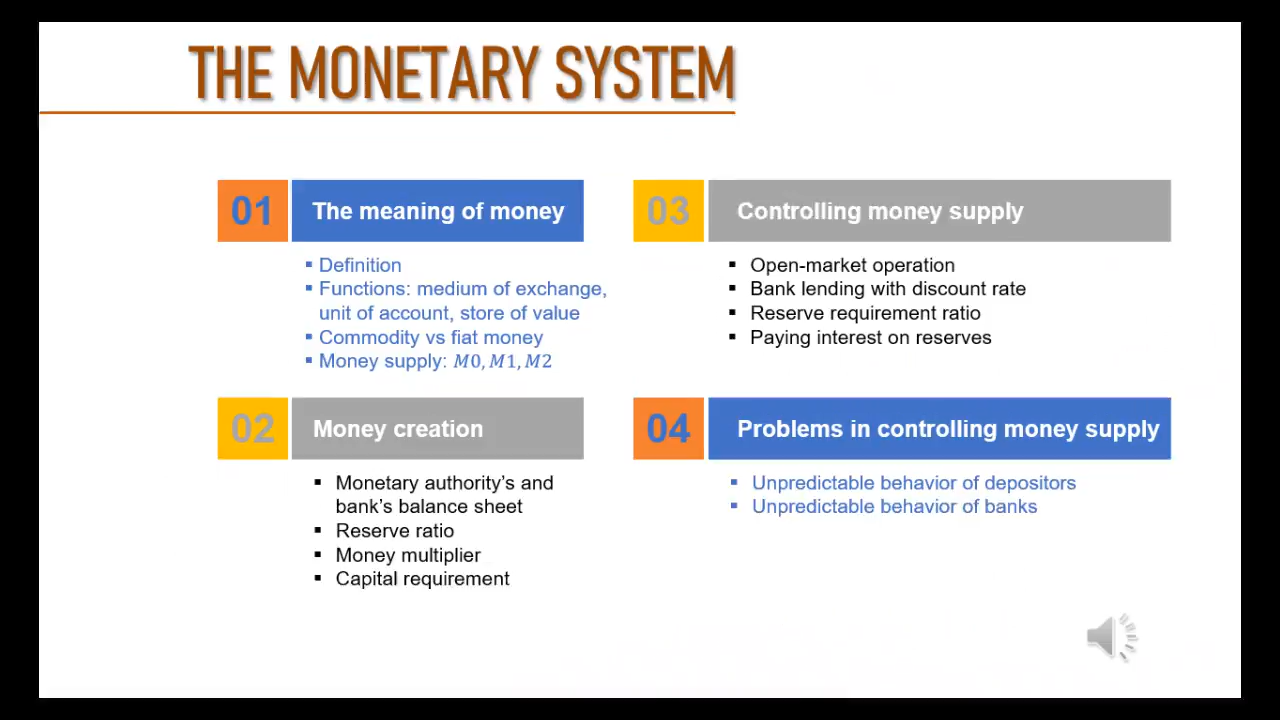 THE MONETARY SYSTEM
01
The meaning of money
▪ Definition
▪ Functions: medium of exchange,
unit of account, store of value
▪ Commodity vs fiat money
▪ Money supply: M0, M1, M2
02
Money creation
▪ Monetary authority’s and
bank’s balance sheet
▪ Reserve ratio
▪ Money multiplier
▪ Capital requirement
03
Controlling money supply
▪ Open-market operation
▪ Bank lending with discount rate
▪ Reserve requirement ratio
▪ Paying interest on reserves
04
Problems in controlling money supply
▪ Unpredictable behavior of depositors
▪ Unpredictable behavior of banks